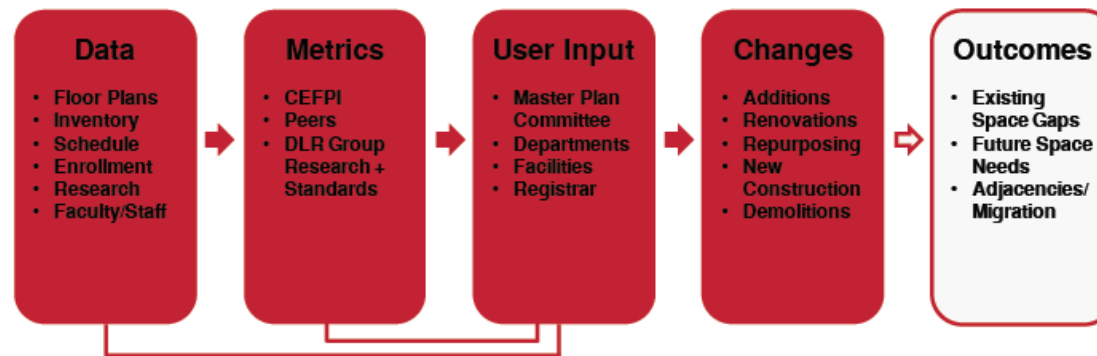 Data
• Floor Plans
• Inventory
• Schedule
• Enrollment
• Research
• Faculty/Staff
Metrics
• CEFPI
• Peers
• DLR Group
Research +
Standards
User Input
• Master Plan
Committee
• Departments
• Facilities
• Registrar
Changes
• Additions
• Renovations
• Repurposing
• New
Construction
• Demolitions
Outcomes
• Existing
Space Gaps
• Future Space
Needs
• Adjacencies/
Migration